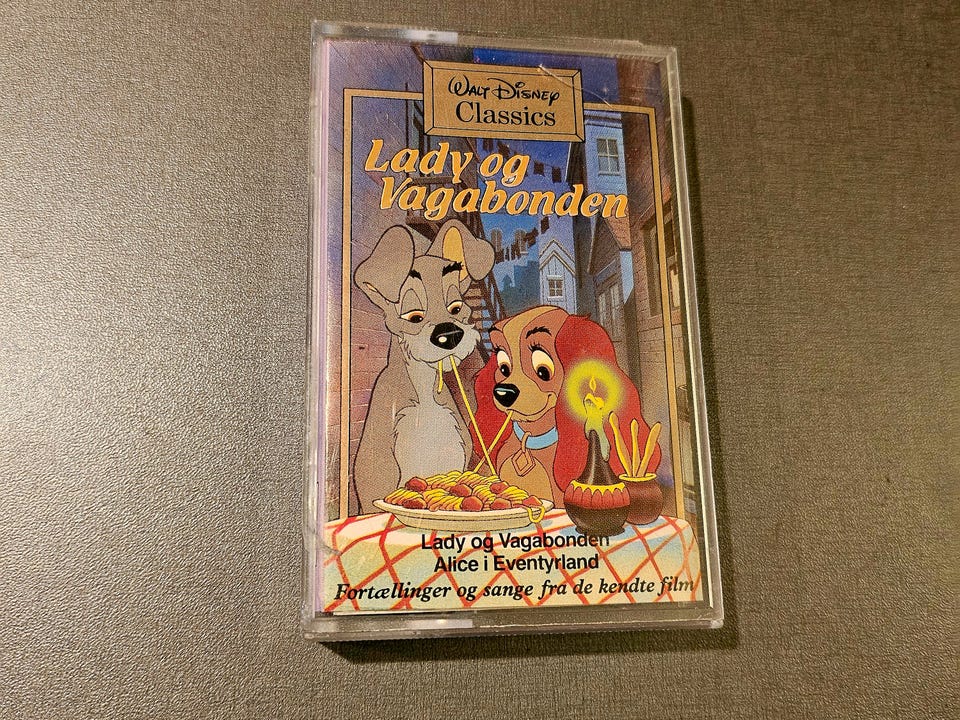 Walt Disney
Classics
Lady og
Vagabonden
Lady og Vagabonden
Alice i Eventyrland
Fortællinger og sange fra de kendte film